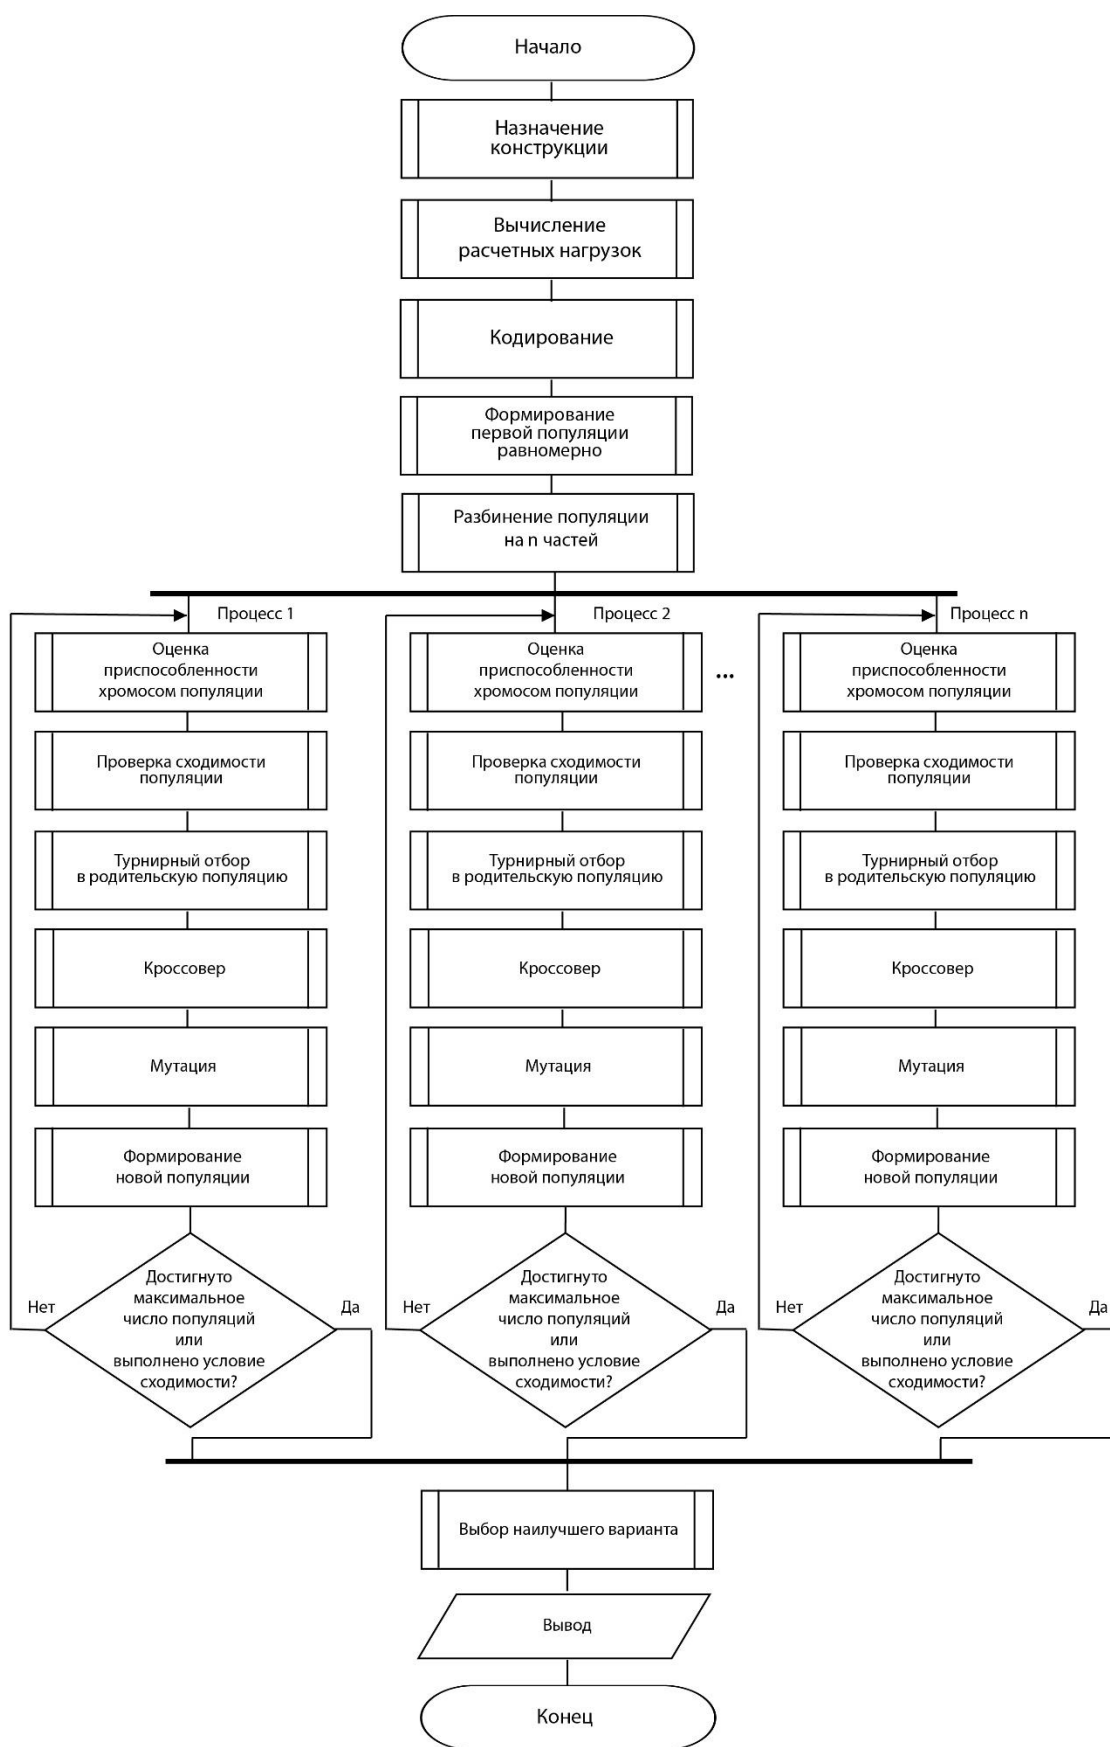 Начало
Назначение
конструкции
Вычисление
расчетных нагрузок
Кодирование
Формирование
первой популяции
равномерно
Разбинение популяции
на n частей
Процесс 1
Оценка
приспособленности
хромосом популяции
Проверка сходимости
популяции
Турнирный отбор
в родительскую популяцию
Кроссовер
Мутация
Формирование
новой популяции
Достигнуто
максимальное
число популяций
или
выполнено условие
сходимости?
Нет
Да
Процесс 2
Оценка
приспособленности
хромосом популяции
...
Проверка сходимости
популяции
Турнирный отбор
в родительскую популяцию
Кроссовер
Мутация
Формирование
новой популяции
Достигнуто
максимальное
число популяций
или
выполнено условие
сходимости?
Нет
Да
Процесс n
Оценка
приспособленности
хромосом популяции
Проверка сходимости
популяции
Турнирный отбор
в родительскую популяцию
Кроссовер
Мутация
Формирование
новой популяции
Достигнуто
максимальное
число популяций
или
выполнено условие
сходимости?
Нет
Да
Выбор наилучшего варианта
Вывод
Конец